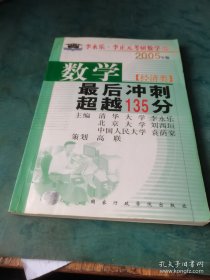 李永乐·李正元考研数学
2005年版
数学
【经济类】
最后冲刺
超越135分
主编 清华大学 李永乐
北京大学 刘西垣
中国人民大学 袁荫棠
策划 高联
国家行政学院出版社